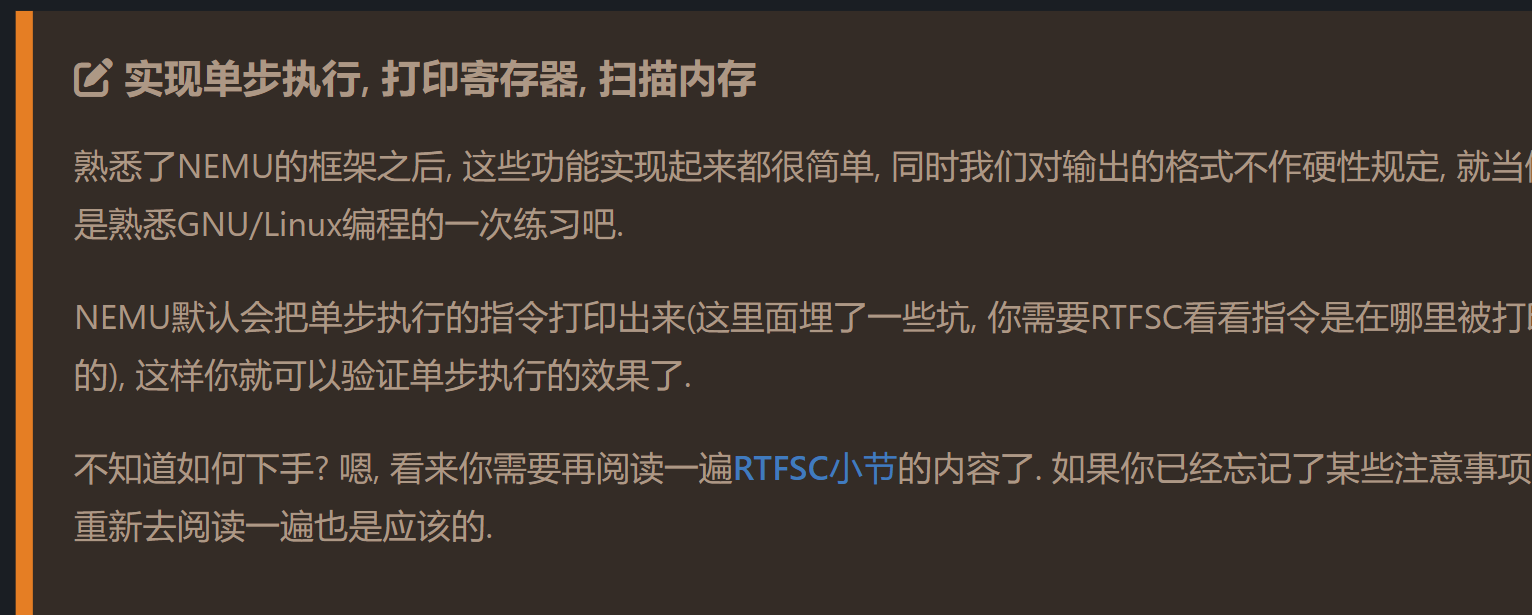 实现单步执行, 打印寄存器, 扫描内存
熟悉了NEMU的框架之后, 这些功能实现起来都很简单, 同时我们对输出的格式不作硬性规定, 就当
是熟悉GNU/Linux编程的一次练习吧.
NEMU默认会把单步执行的指令打印出来(这里面埋了一些坑, 你需要RTFSC看看指令是在哪里被打
的), 这样你就可以验证单步执行的效果了.
不知道如何下手? 嗯, 看来你需要再阅读一遍RTFSC小节的内容了. 如果你已经忘记了某些注意事项
重新去阅读一遍也是应该的.